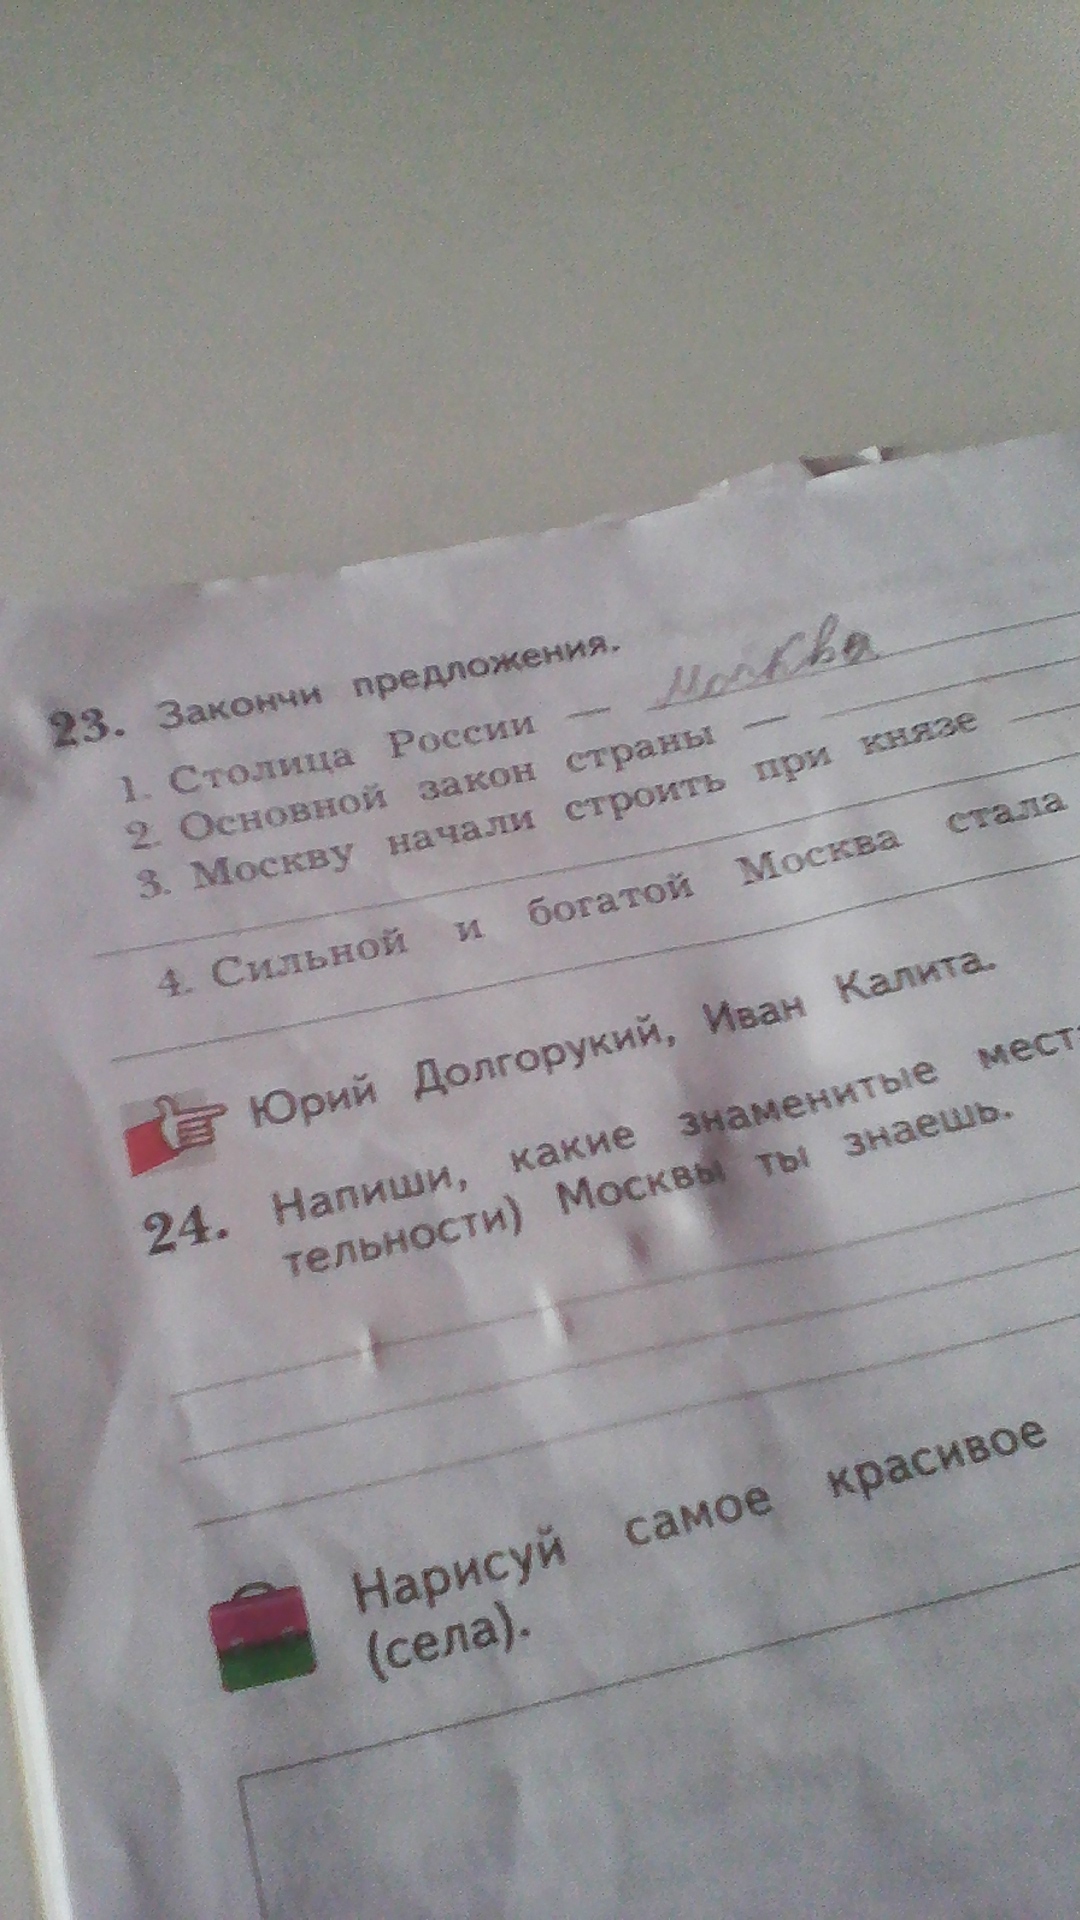 23. Закончи предложения.
1. Столица России — Москва
2. Основной закон страны —
3. Москву начали строить при князе
4. Сильной и богатой Москва стала
Юрий Долгорукий, Иван Калита.
24. Напиши, какие знаменитые мест
тельности) Москвы ты знаешь.
Нарисуй самое красивое
(села).